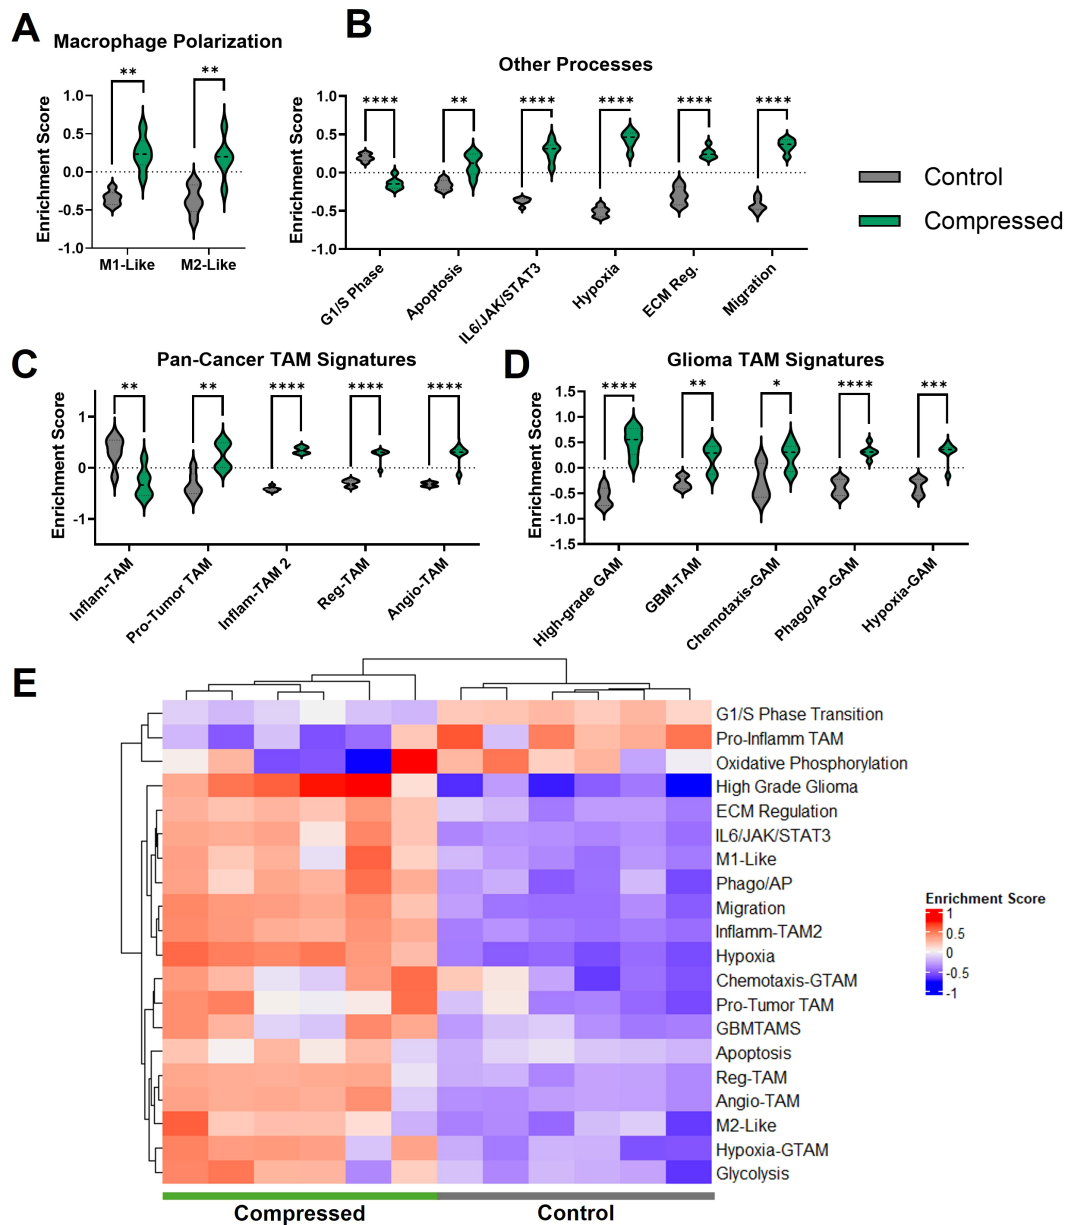 A
Macrophage Polarization
**
**
Enrichment Score
1.0
0.5
0.0
-0.5
-1.0
M1-Like
M2-Like
B
Other Processes
****
**
****
****
****
****
Enrichment Score
1.0
0.5
0.0
-0.5
-1.0
G1/S Phase
Apoptosis
IL6/JAK/STAT3
Hypoxia
ECM Reg.
Migration
Control
Compressed
C
Pan-Cancer TAM Signatures
**
**
****
****
****
Enrichment Score
1
0
-1
Inflam-TAM
Pro-Tumor TAM
Inflam-TAM 2
Reg-TAM
Angio-TAM
D
Glioma TAM Signatures
****
**
*
****
***
Enrichment Score
1.5
1.0
0.5
0.0
-0.5
-1.0
-1.5
High-grade GAM
GBM-TAM
Chemotaxis-GAM
Phago/AP-GAM
Hypoxia-GAM
E
G1/S Phase Transition
Pro-Inflamm TAM
Oxidative Phosphorylation
High Grade Glioma
ECM Regulation
IL6/JAK/STAT3
M1-Like
Phago/AP
Migration
Inflamm-TAM2
Hypoxia
Chemotaxis-GTAM
Pro-Tumor TAM
GBMTAMS
Apoptosis
Reg-TAM
Angio-TAM
M2-Like
Hypoxia-GTAM
Glycolysis
Enrichment Score
1
0.5
0
-0.5
-1
Compressed
Control